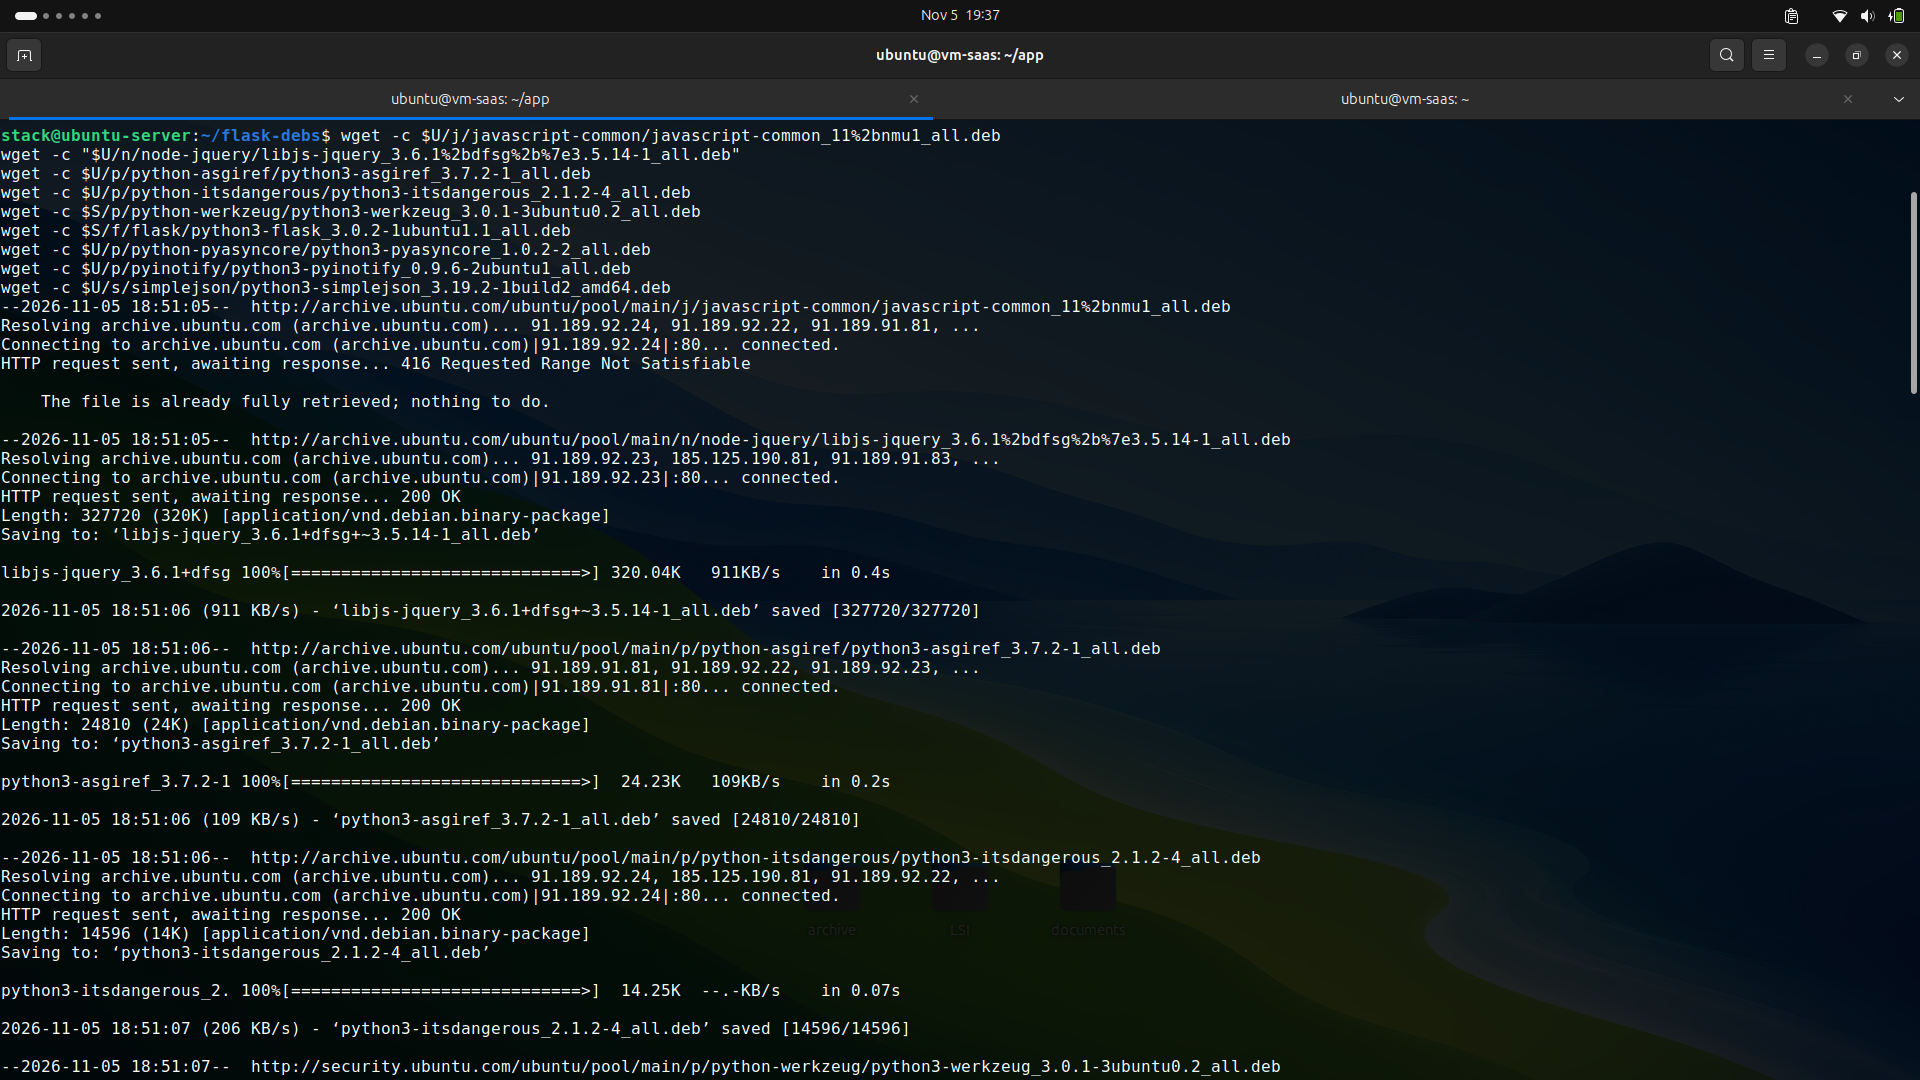 Nov 5 19:37
ubuntu@vm-saas: ~/app
ubuntu@vm-saas: ~/app
ubuntu@vm-saas: ~
stack@ubuntu-server:~/flask-debs$ wget -c $U/j/javascript-common/javascript-common_11%2bnmu1_all.deb
wget -c "$U/n/node-jquery/libjs-jquery_3.6.1%2bdfsg%2b%7e3.5.14-1_all.deb"
wget -c $U/p/python-asgiref/python3-asgiref_3.7.2-1_all.deb
wget -c $U/p/python-itsdangerous/python3-itsdangerous_2.1.2-4_all.deb
wget -c $S/p/python-werkzeug/python3-werkzeug_3.0.1-3ubuntu0.2_all.deb
wget -c $S/f/flask/python3-flask_3.0.2-1ubuntu1.1_all.deb
wget -c $U/p/python-pyasyncore/python3-pyasyncore_1.0.2-2_all.deb
wget -c $U/p/pyinotify/python3-pyinotify_0.9.6-2ubuntu1_all.deb
wget -c $U/s/simplejson/python3-simplejson_3.19.2-1build2_amd64.deb
--2026-11-05 18:51:05--  http://archive.ubuntu.com/ubuntu/pool/main/j/javascript-common/javascript-common_11%2bnmu1_all.deb
Resolving archive.ubuntu.com (archive.ubuntu.com)... 91.189.92.24, 91.189.92.22, 91.189.91.81, ...
Connecting to archive.ubuntu.com (archive.ubuntu.com)|91.189.92.24|:80... connected.
HTTP request sent, awaiting response... 416 Requested Range Not Satisfiable
The file is already fully retrieved; nothing to do.
--2026-11-05 18:51:05--  http://archive.ubuntu.com/ubuntu/pool/main/n/node-jquery/libjs-jquery_3.6.1%2bdfsg%2b%7e3.5.14-1_all.deb
Resolving archive.ubuntu.com (archive.ubuntu.com)... 91.189.92.23, 185.125.190.81, 91.189.91.83, ...
Connecting to archive.ubuntu.com (archive.ubuntu.com)|91.189.92.23|:80... connected.
HTTP request sent, awaiting response... 200 OK
Length: 327720 (320K) [application/vnd.debian.binary-package]
Saving to: ‘libjs-jquery_3.6.1+dfsg+~3.5.14-1_all.deb’
libjs-jquery_3.6.1+dfsg 100%[=============================>] 320.04K   911KB/s    in 0.4s
2026-11-05 18:51:06 (911 KB/s) - ‘libjs-jquery_3.6.1+dfsg+~3.5.14-1_all.deb’ saved [327720/327720]
--2026-11-05 18:51:06--  http://archive.ubuntu.com/ubuntu/pool/main/p/python-asgiref/python3-asgiref_3.7.2-1_all.deb
Resolving archive.ubuntu.com (archive.ubuntu.com)... 91.189.91.81, 91.189.92.22, 91.189.92.23, ...
Connecting to archive.ubuntu.com (archive.ubuntu.com)|91.189.91.81|:80... connected.
HTTP request sent, awaiting response... 200 OK
Length: 24810 (24K) [application/vnd.debian.binary-package]
Saving to: ‘python3-asgiref_3.7.2-1_all.deb’
python3-asgiref_3.7.2-1 100%[=============================>]  24.23K   109KB/s    in 0.2s
2026-11-05 18:51:06 (109 KB/s) - ‘python3-asgiref_3.7.2-1_all.deb’ saved [24810/24810]
--2026-11-05 18:51:06--  http://archive.ubuntu.com/ubuntu/pool/main/p/python-itsdangerous/python3-itsdangerous_2.1.2-4_all.deb
Resolving archive.ubuntu.com (archive.ubuntu.com)... 91.189.92.24, 185.125.190.81, 91.189.92.22, ...
Connecting to archive.ubuntu.com (archive.ubuntu.com)|91.189.92.24|:80... connected.
HTTP request sent, awaiting response... 200 OK
archive LSI documents
Length: 14596 (14K) [application/vnd.debian.binary-package]
Saving to: ‘python3-itsdangerous_2.1.2-4_all.deb’
python3-itsdangerous_2. 100%[=============================>]  14.25K  --.-KB/s    in 0.07s
2026-11-05 18:51:07 (206 KB/s) - ‘python3-itsdangerous_2.1.2-4_all.deb’ saved [14596/14596]
--2026-11-05 18:51:07--  http://security.ubuntu.com/ubuntu/pool/main/p/python-werkzeug/python3-werkzeug_3.0.1-3ubuntu0.2_all.deb